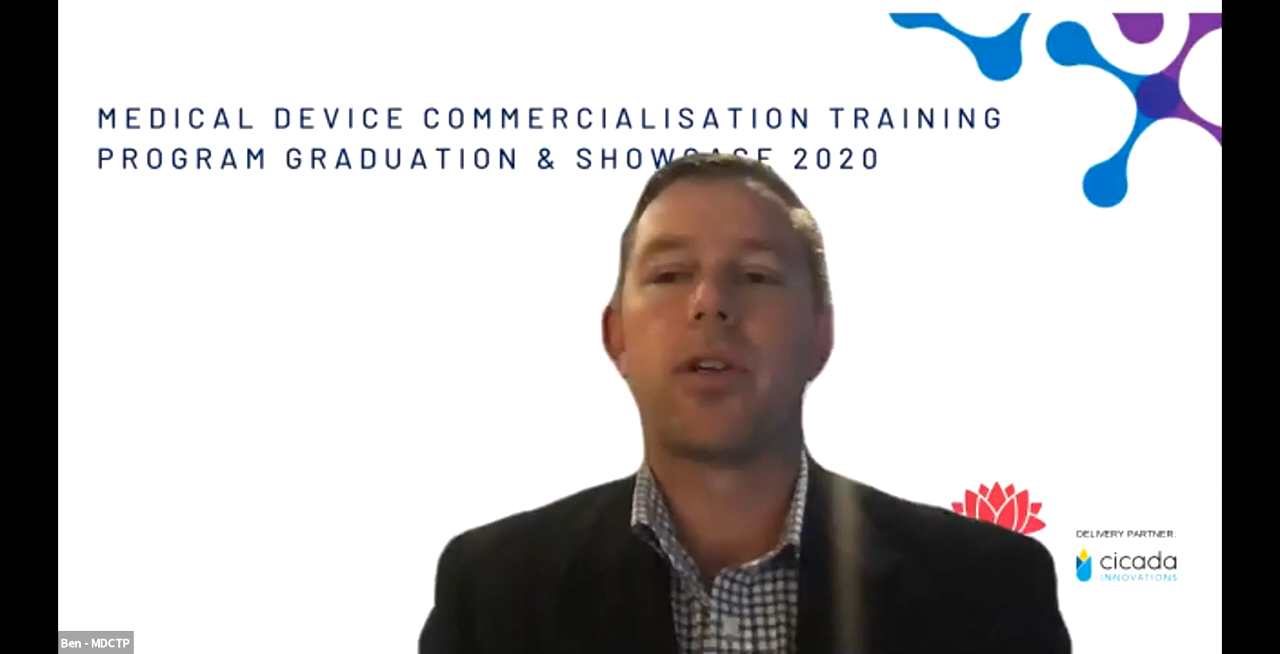 MEDICAL DEVICE COMMERCIALISATION TRAINING
PROGRAM GRADUATION & SHOWCASE 2020
DELIVERY PARTNER:
cicada
INNOVATIONS
Ben - MDCTP